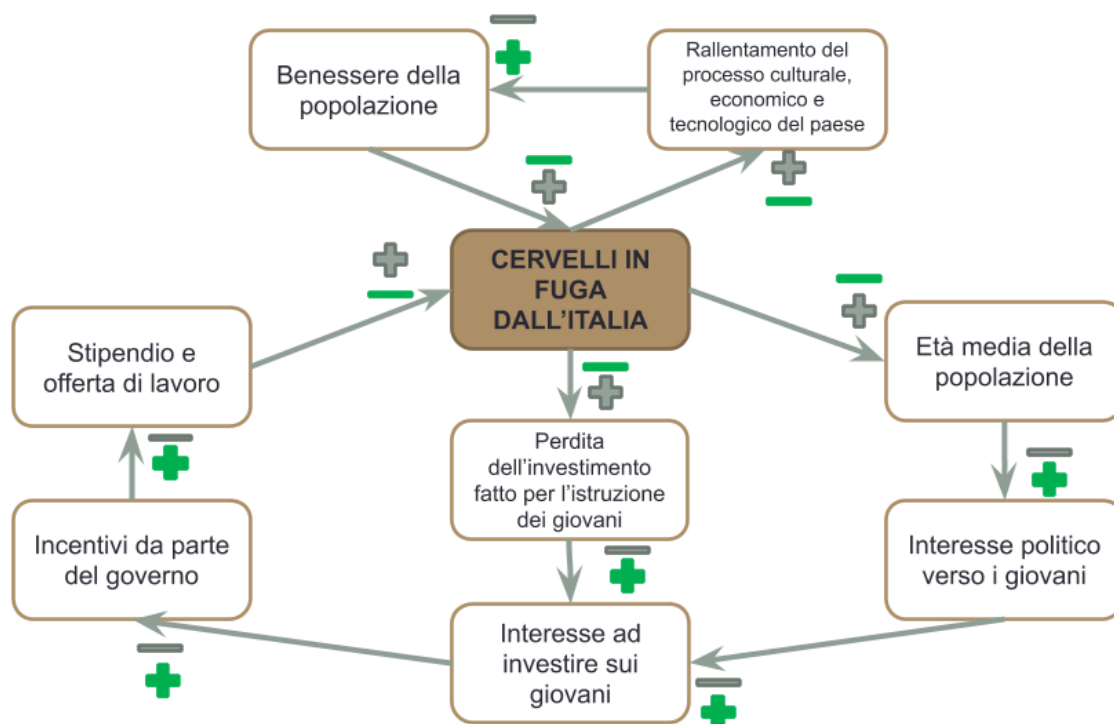 Benessere della
popolazione
Rallentamento del
processo culturale,
economico e
tecnologico del paese
CERVELLI IN
FUGA
DALL'ITALIA
Stipendio e
offerta di lavoro
Età media della
popolazione
Perdita
dell'investimento
fatto per l'istruzione
dei giovani
Incentivi da parte
del governo
Interesse politico
verso i giovani
Interesse ad
investire sui
giovani